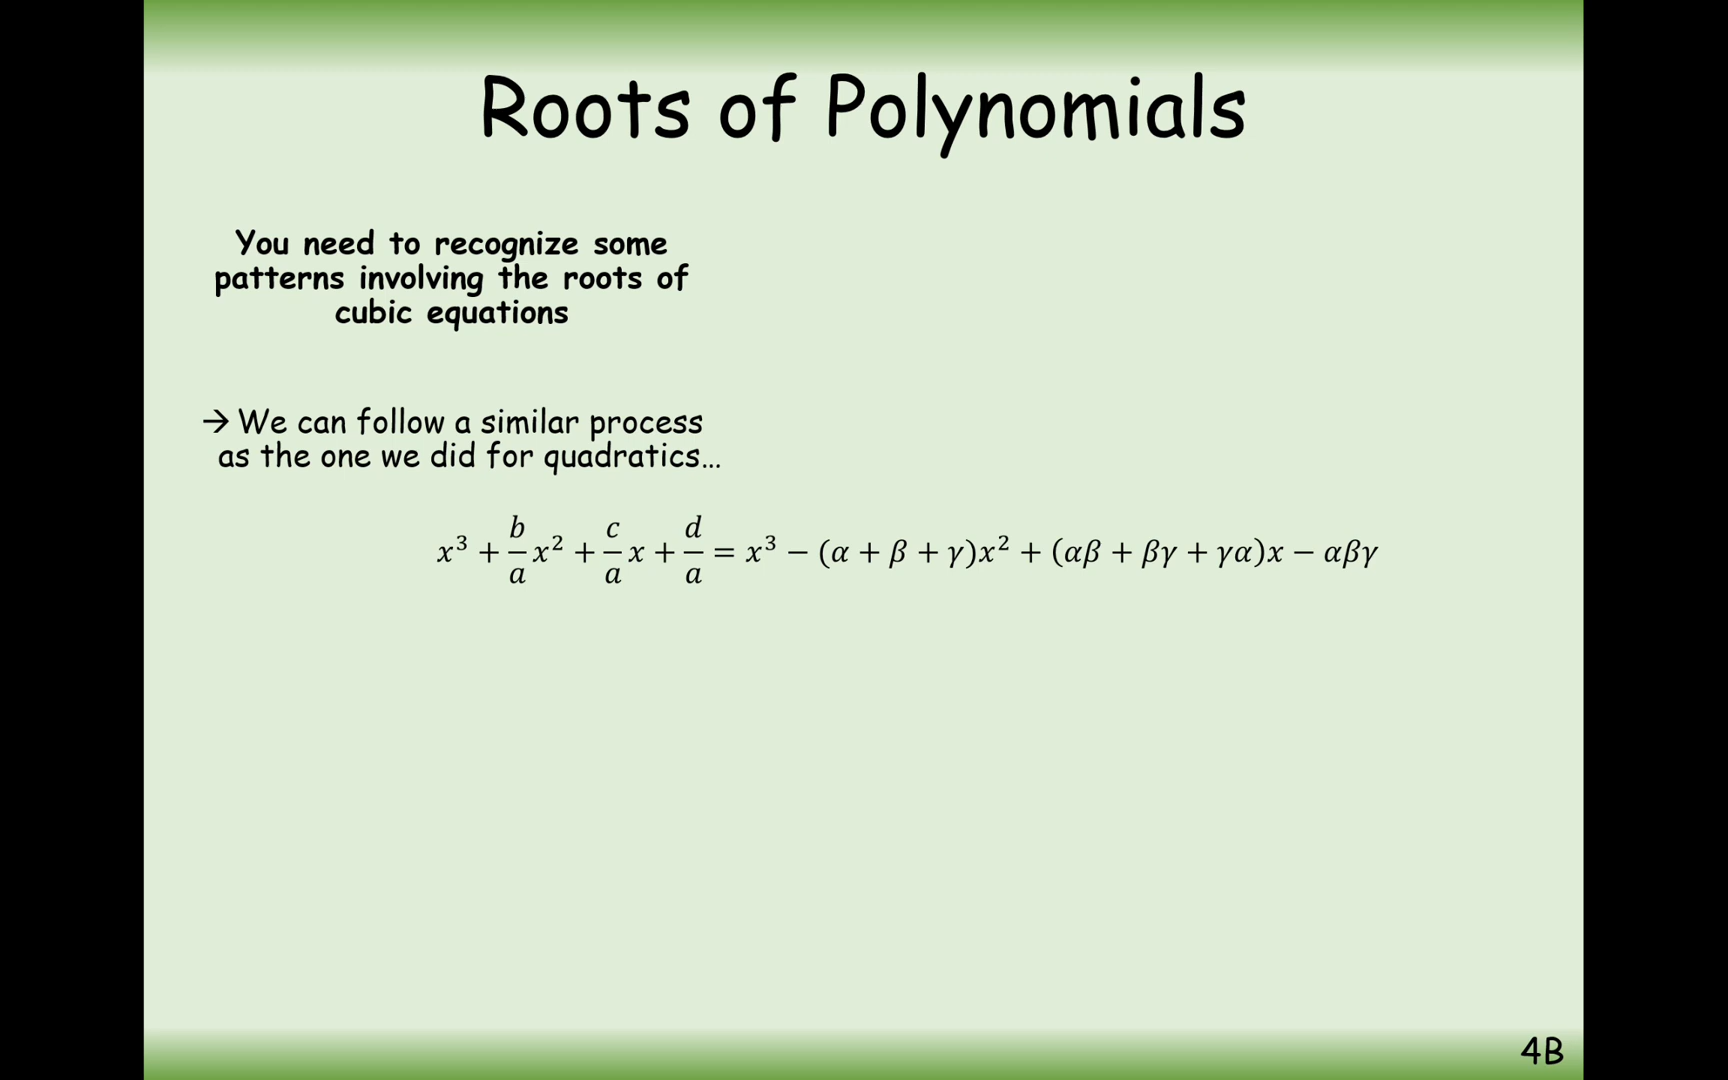 Roots of Polynomials
You need to recognize some
patterns involving the roots of
cubic equations
→ We can follow a similar process
as the one we did for quadratics…
x³ + b/a x² + c/a x + d/a = x³ − (α + β + γ)x² + (αβ + βγ + γα)x − αβγ
4B